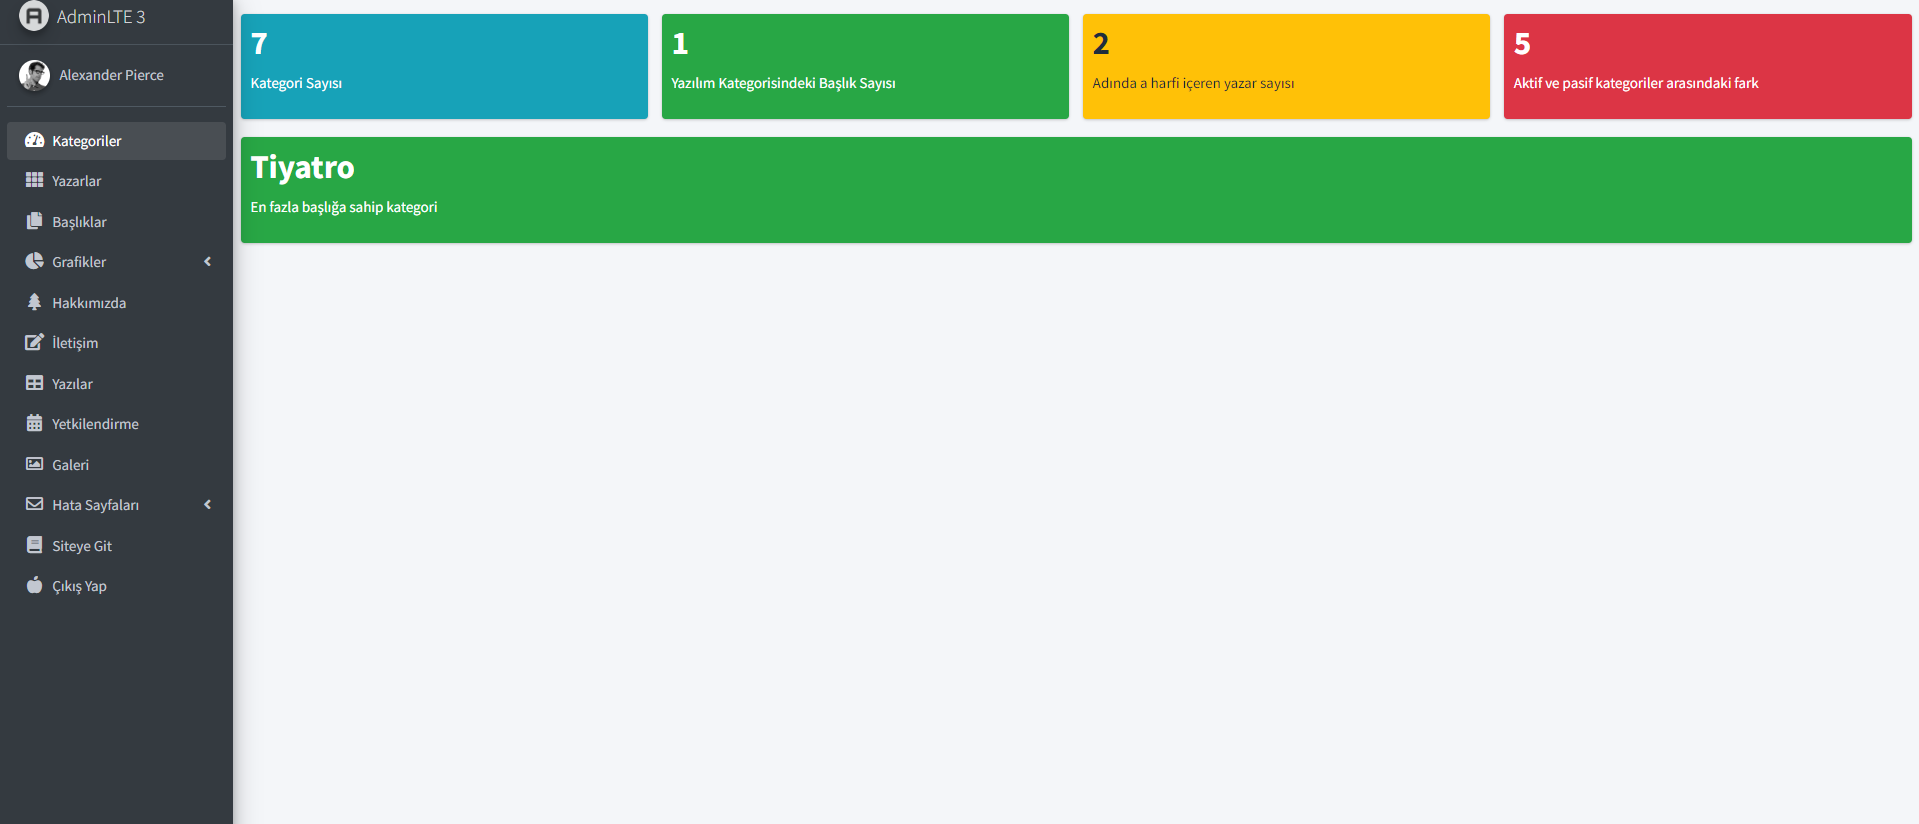 AdminLTE 3
Alexander Pierce
Kategoriler
Yazarlar
Başlıklar
Grafikler
Hakkımızda
İletişim
Yazılar
Yetkilendirme
Galeri
Hata Sayfaları
Siteye Git
Çıkış Yap
7
Kategori Sayısı
1
Yazılım Kategorisindeki Başlık Sayısı
2
Adında a harfi içeren yazar sayısı
5
Aktif ve pasif kategoriler arasındaki fark
Tiyatro
En fazla başlığa sahip kategori